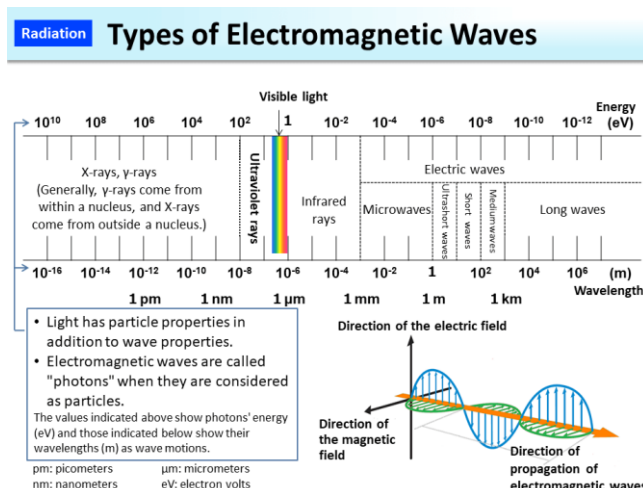 Radiation Types of Electromagnetic Waves
Visible light
10¹⁰ 10⁸ 10⁶ 10⁴ 10² 1 10⁻² 10⁻⁴ 10⁻⁶ 10⁻⁸ 10⁻¹⁰ 10⁻¹² Energy
(eV)
X-rays, γ-rays
(Generally, γ-rays come from
within a nucleus, and X-rays
come from outside a nucleus.)
Ultraviolet rays
Infrared
rays
Electric waves
Microwaves
Ultrashort waves
Short waves
Medium waves
Long waves
10⁻¹⁶ 10⁻¹⁴ 10⁻¹² 10⁻¹⁰ 10⁻⁸ 10⁻⁶ 10⁻⁴ 10⁻² 1 10² 10⁴ 10⁶ (m)
Wavelength
1 pm 1 nm 1 μm 1 mm 1 m 1 km
• Light has particle properties in
addition to wave properties.
• Electromagnetic waves are called
"photons" when they are considered
as particles.
The values indicated above show photons' energy
(eV) and those indicated below show their
wavelengths (m) as wave motions.
pm: picometers μm: micrometers
nm: nanometers eV: electron volts
Direction of the electric field
Direction of
the magnetic
field
Direction of
propagation of
electromagnetic waves